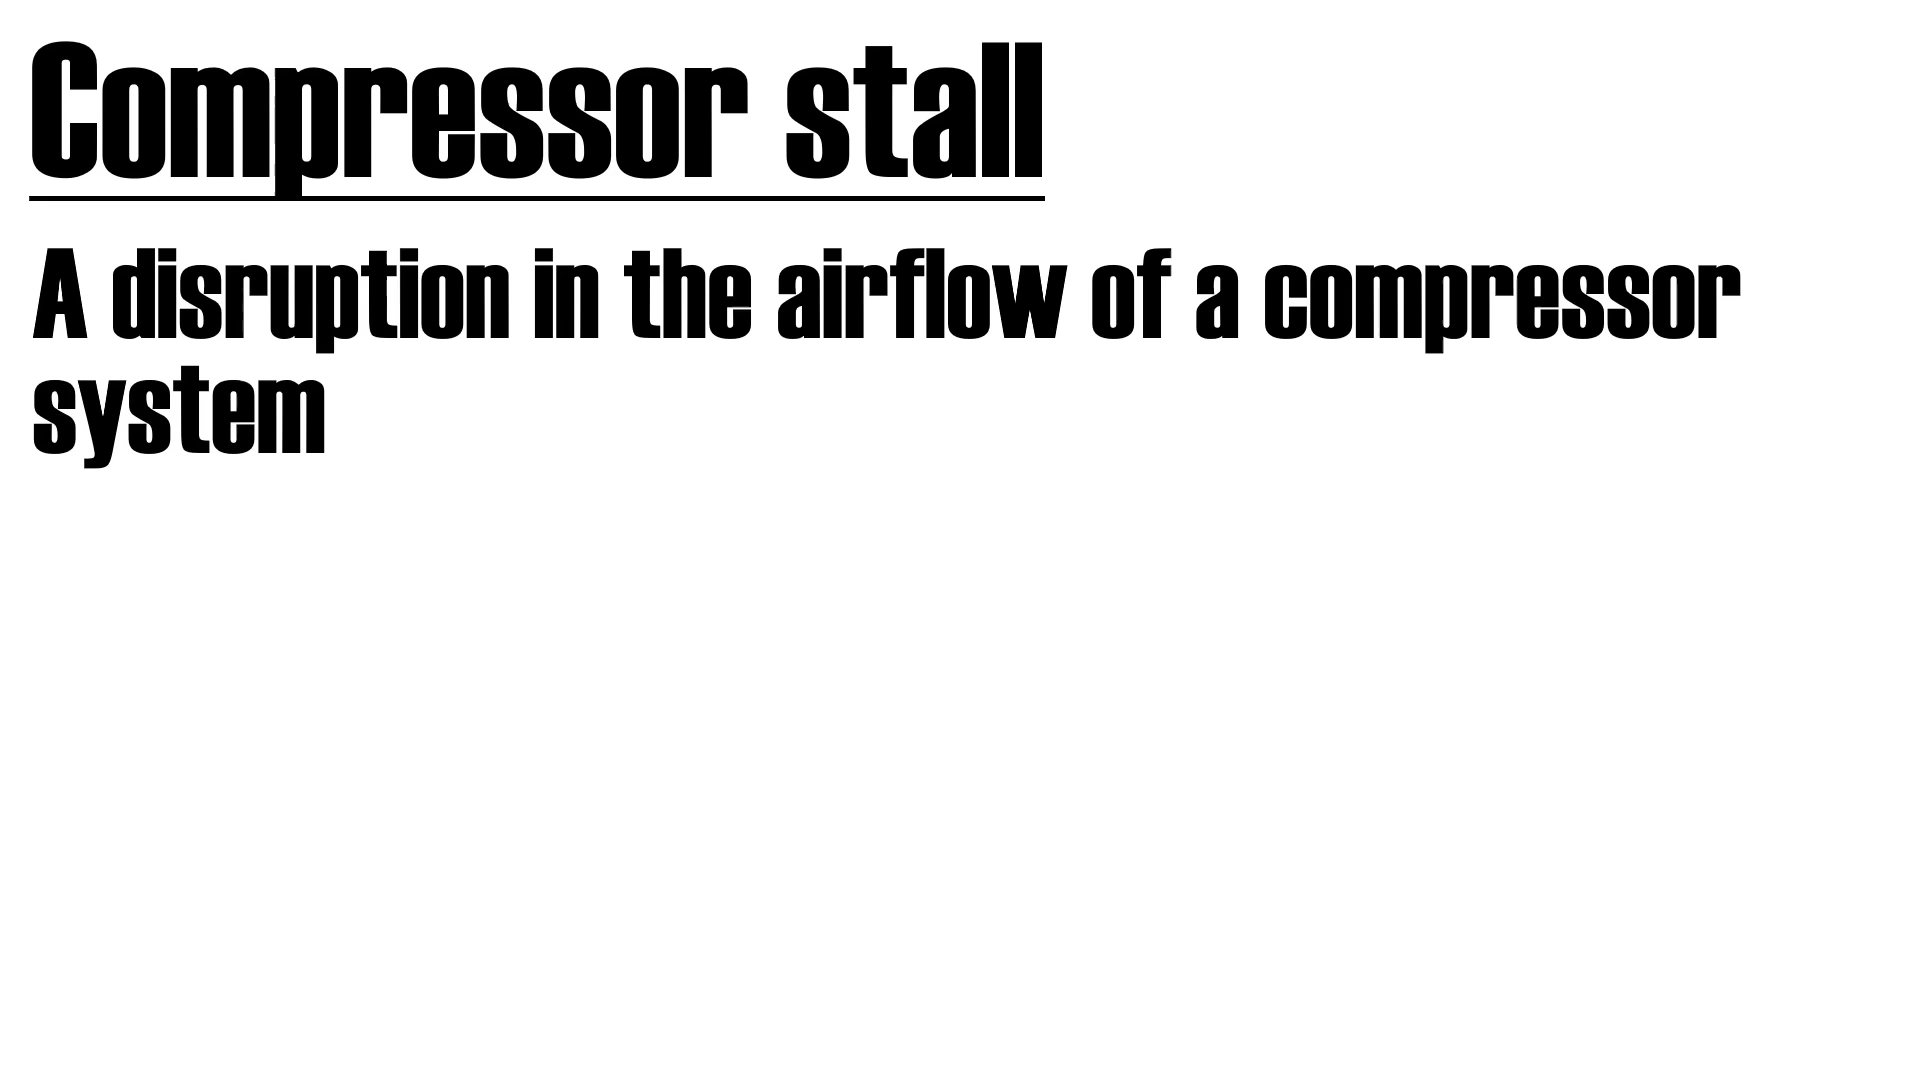 Compressor stall
A disruption in the airflow of a compressor
system